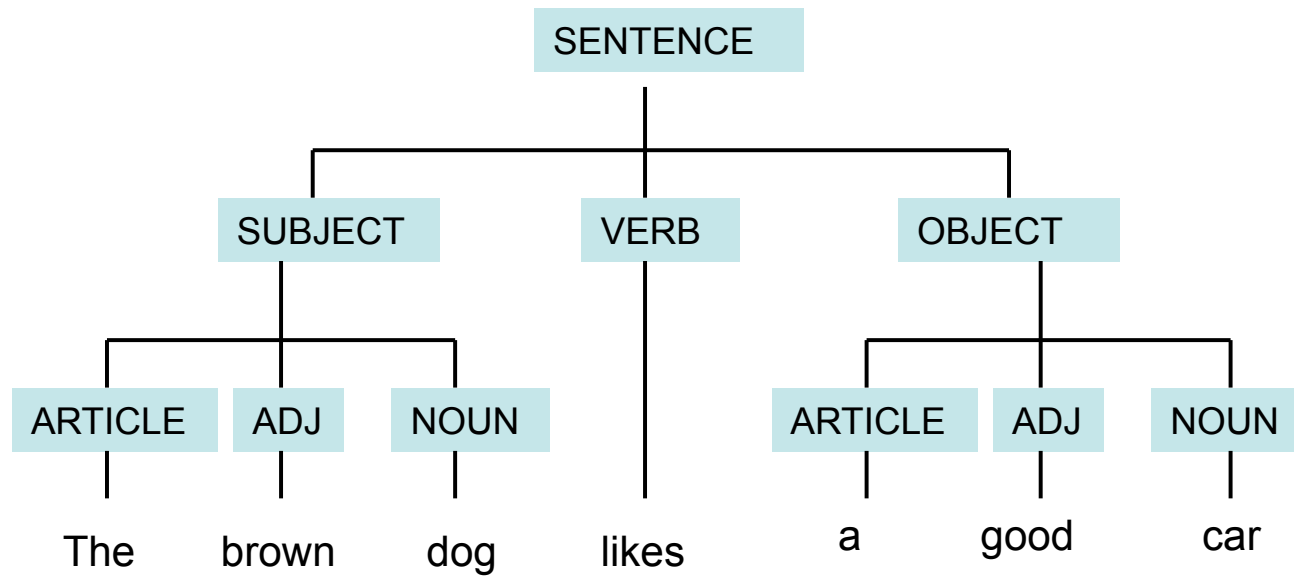 SENTENCE
SUBJECT VERB OBJECT
ARTICLE ADJ NOUN ARTICLE ADJ NOUN
The brown dog likes a good car